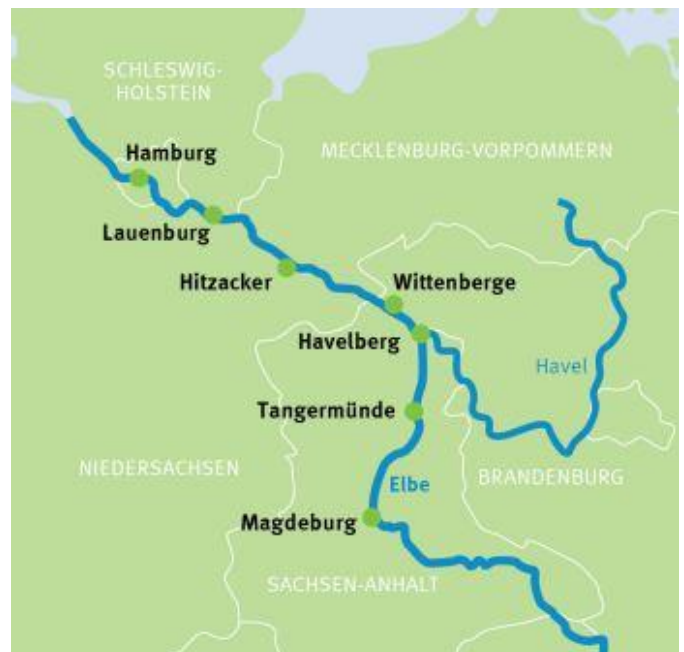 SCHLESWIG-
HOLSTEIN
Hamburg
MECKLENBURG-VORPOMMERN
Lauenburg
Hitzacker
Wittenberge
Havelberg
Havel
Tangermünde
NIEDERSACHSEN
Elbe
BRANDENBURG
Magdeburg
SACHSEN-ANHALT